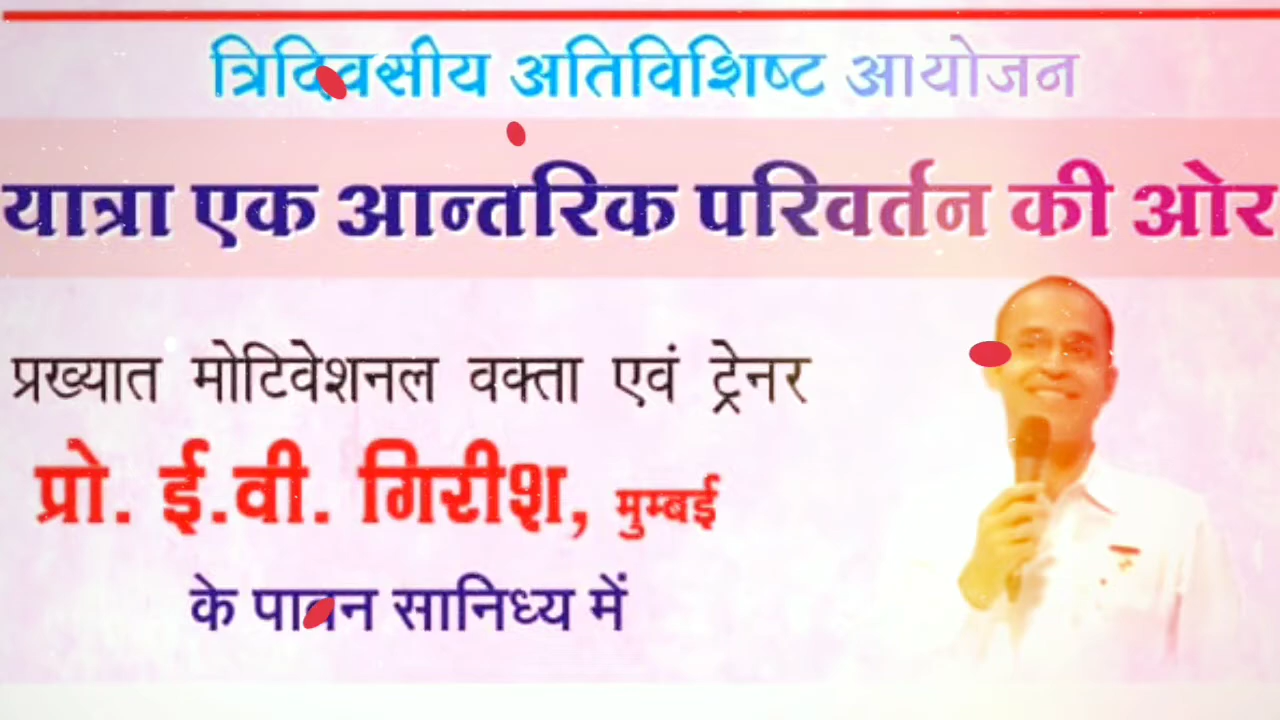 त्रिदिवसीय अतिविशिष्ट आयोजन
यात्रा एक आन्तरिक परिवर्तन की ओर
प्रख्यात मोटिवेशनल वक्ता एवं ट्रेनर
प्रो. ई.वी. गिरीश, मुम्बई
के पावन सानिध्य में